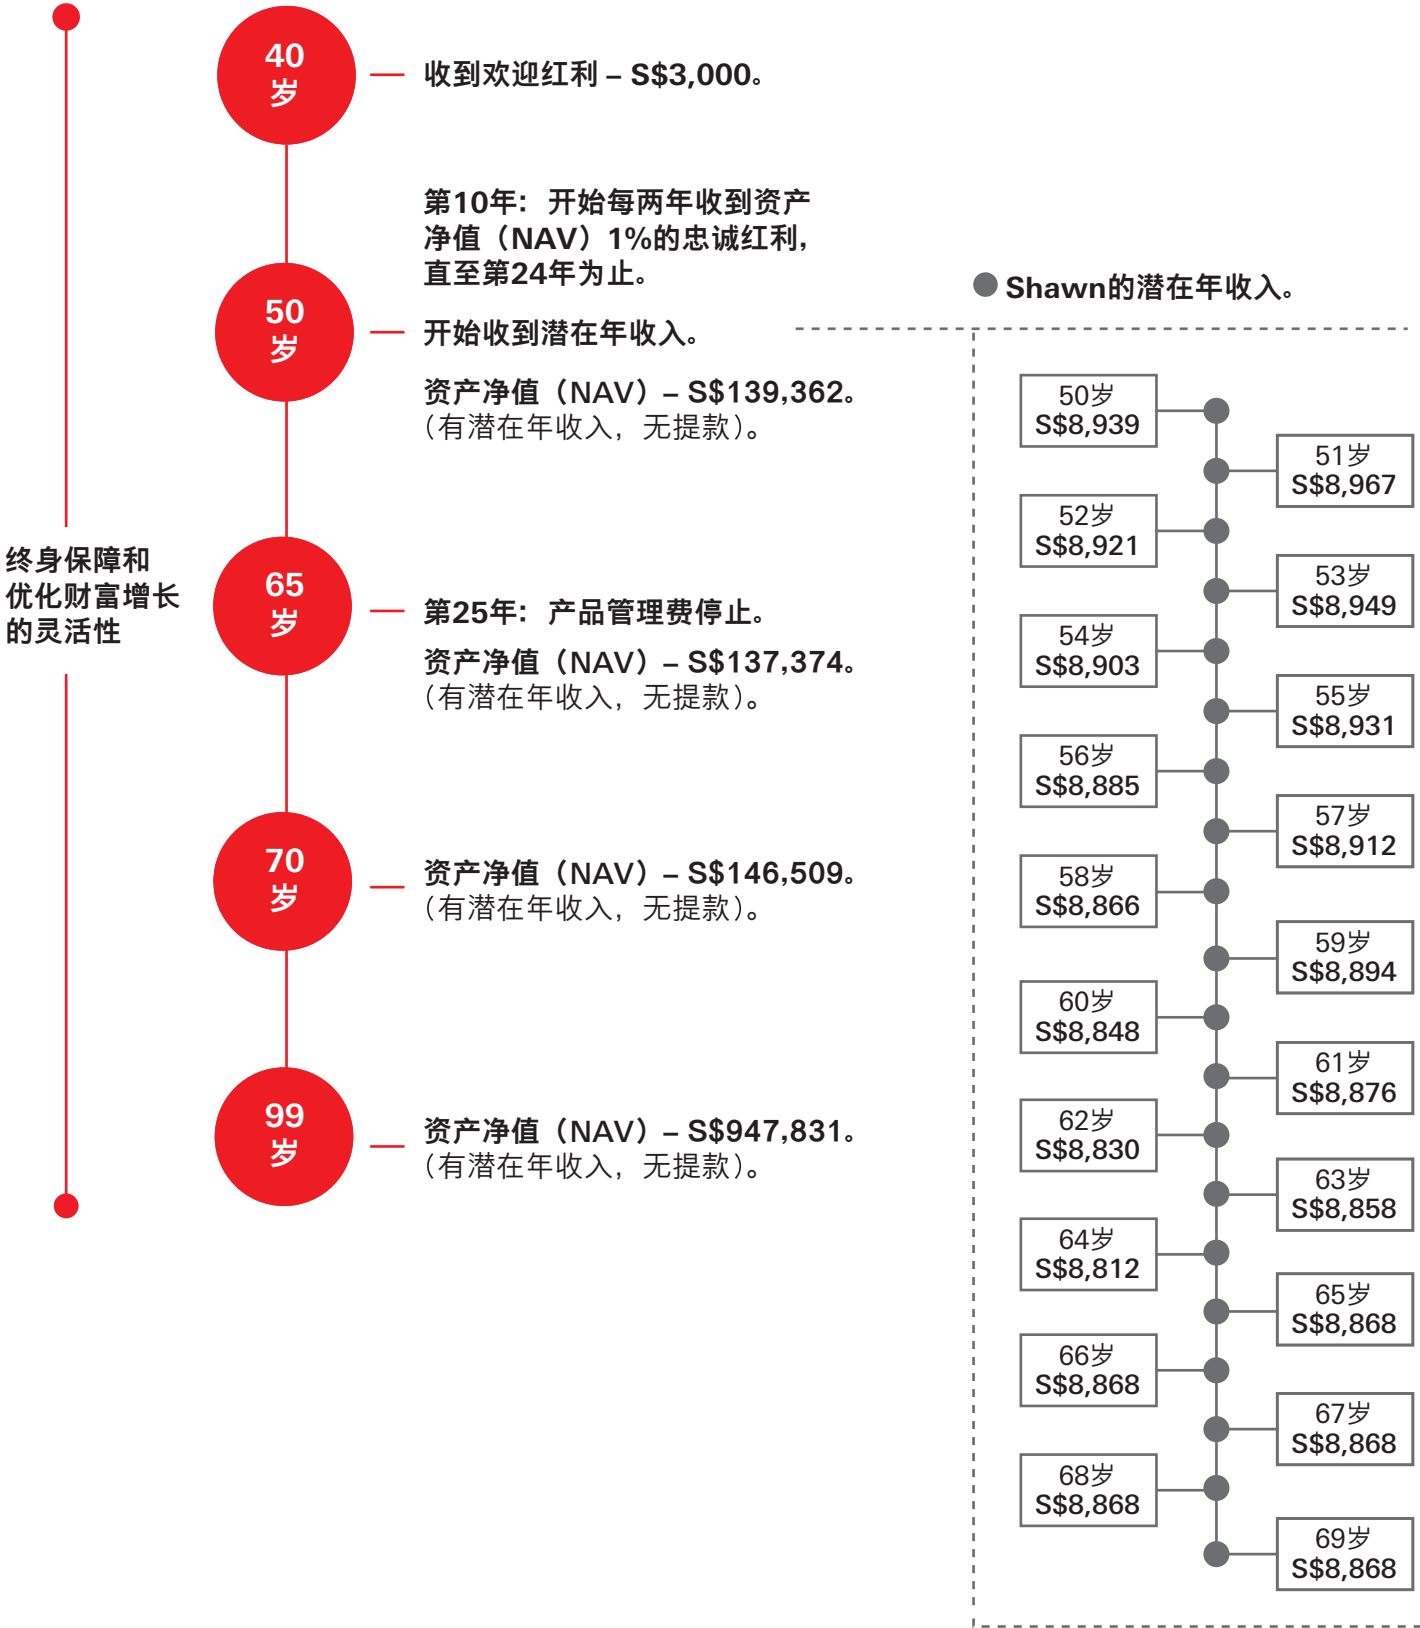 终身保障和
优化财富增长
的灵活性
40
岁
收到欢迎红利 – S$3,000。
第10年：开始每两年收到资产
净值（NAV）1%的忠诚红利，
直至第24年为止。
50
岁
开始收到潜在年收入。
资产净值（NAV）– S$139,362。
（有潜在年收入，无提款）。
65
岁
第25年：产品管理费停止。
资产净值（NAV）– S$137,374。
（有潜在年收入，无提款）。
70
岁
资产净值（NAV）– S$146,509。
（有潜在年收入，无提款）。
99
岁
资产净值（NAV）– S$947,831。
（有潜在年收入，无提款）。
Shawn的潜在年收入。
50岁
S$8,939
51岁
S$8,967
52岁
S$8,921
53岁
S$8,949
54岁
S$8,903
55岁
S$8,931
56岁
S$8,885
57岁
S$8,912
58岁
S$8,866
59岁
S$8,894
60岁
S$8,848
61岁
S$8,876
62岁
S$8,830
63岁
S$8,858
64岁
S$8,812
65岁
S$8,868
66岁
S$8,868
67岁
S$8,868
68岁
S$8,868
69岁
S$8,868